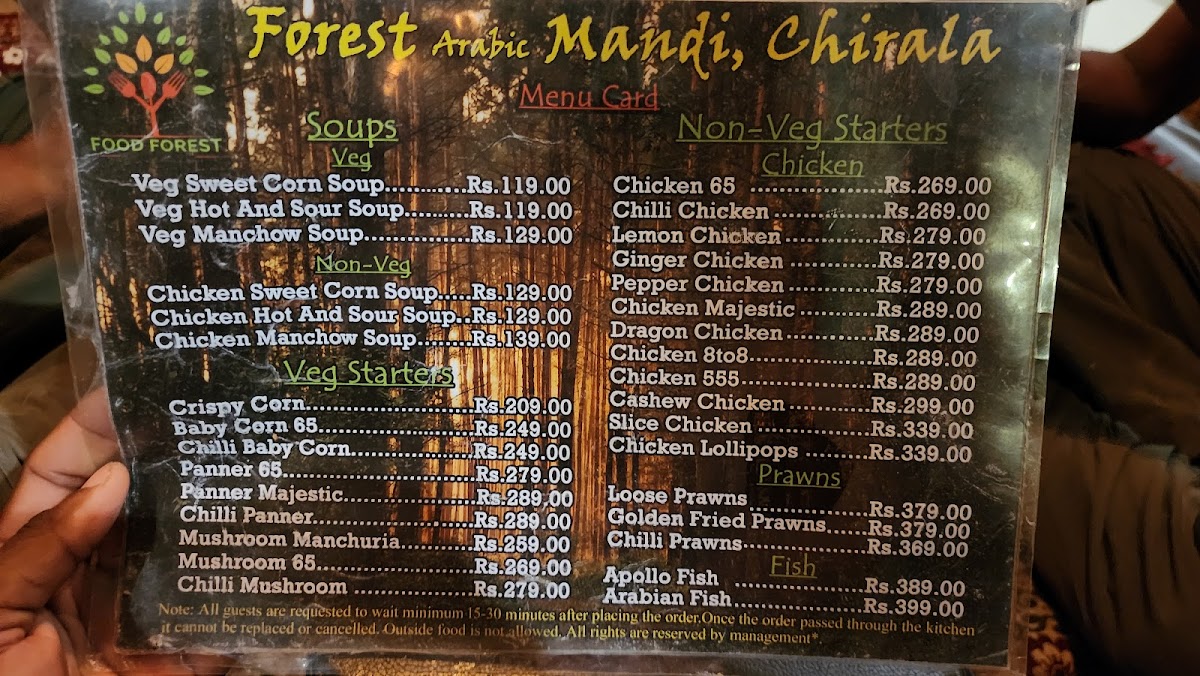 Forest Arabic Mandi, Chirala
Menu Card
FOOD FOREST
Soups
Veg
Veg Sweet Corn Soup............Rs.119.00
Veg Hot And Sour Soup.........Rs.119.00
Veg Manchow Soup...............Rs.129.00
Non-Veg
Chicken Sweet Corn Soup.....Rs.129.00
Chicken Hot And Sour Soup..Rs.129.00
Chicken Manchow Soup........Rs.139.00
Veg Starters
Crispy Corn.........................Rs.209.00
Baby Corn 65.......................Rs.249.00
Chilli Baby Corn..................Rs.249.00
Panner 65............................Rs.279.00
Panner Majestic...................Rs.289.00
Chilli Panner.......................Rs.289.00
Mushroom Manchuria..........Rs.259.00
Mushroom 65.......................Rs.269.00
Chilli Mushroom .................Rs.279.00
Non-Veg Starters
Chicken
Chicken 65 ...................Rs.269.00
Chilli Chicken ...............Rs.269.00
Lemon Chicken .............Rs.279.00
Ginger Chicken .............Rs.279.00
Pepper Chicken .............Rs.279.00
Chicken Majestic ...........Rs.289.00
Dragon Chicken .............Rs.289.00
Chicken 8to8..................Rs.289.00
Chicken 555...................Rs.289.00
Cashew Chicken ............Rs.299.00
Slice Chicken .................Rs.339.00
Chicken Lollipops .........Rs.339.00
Prawns
Loose Prawns .................Rs.379.00
Golden Fried Prawns......Rs.379.00
Chilli Prawns..................Rs.369.00
Fish
Apollo Fish ...................Rs.389.00
Arabian Fish...................Rs.399.00
Note: All guests are requested to wait minimum 15-30 minutes after placing the order.Once the order passed through the kitchen
it cannot be replaced or cancelled. Outside food is not allowed. All rights are reserved by management*.